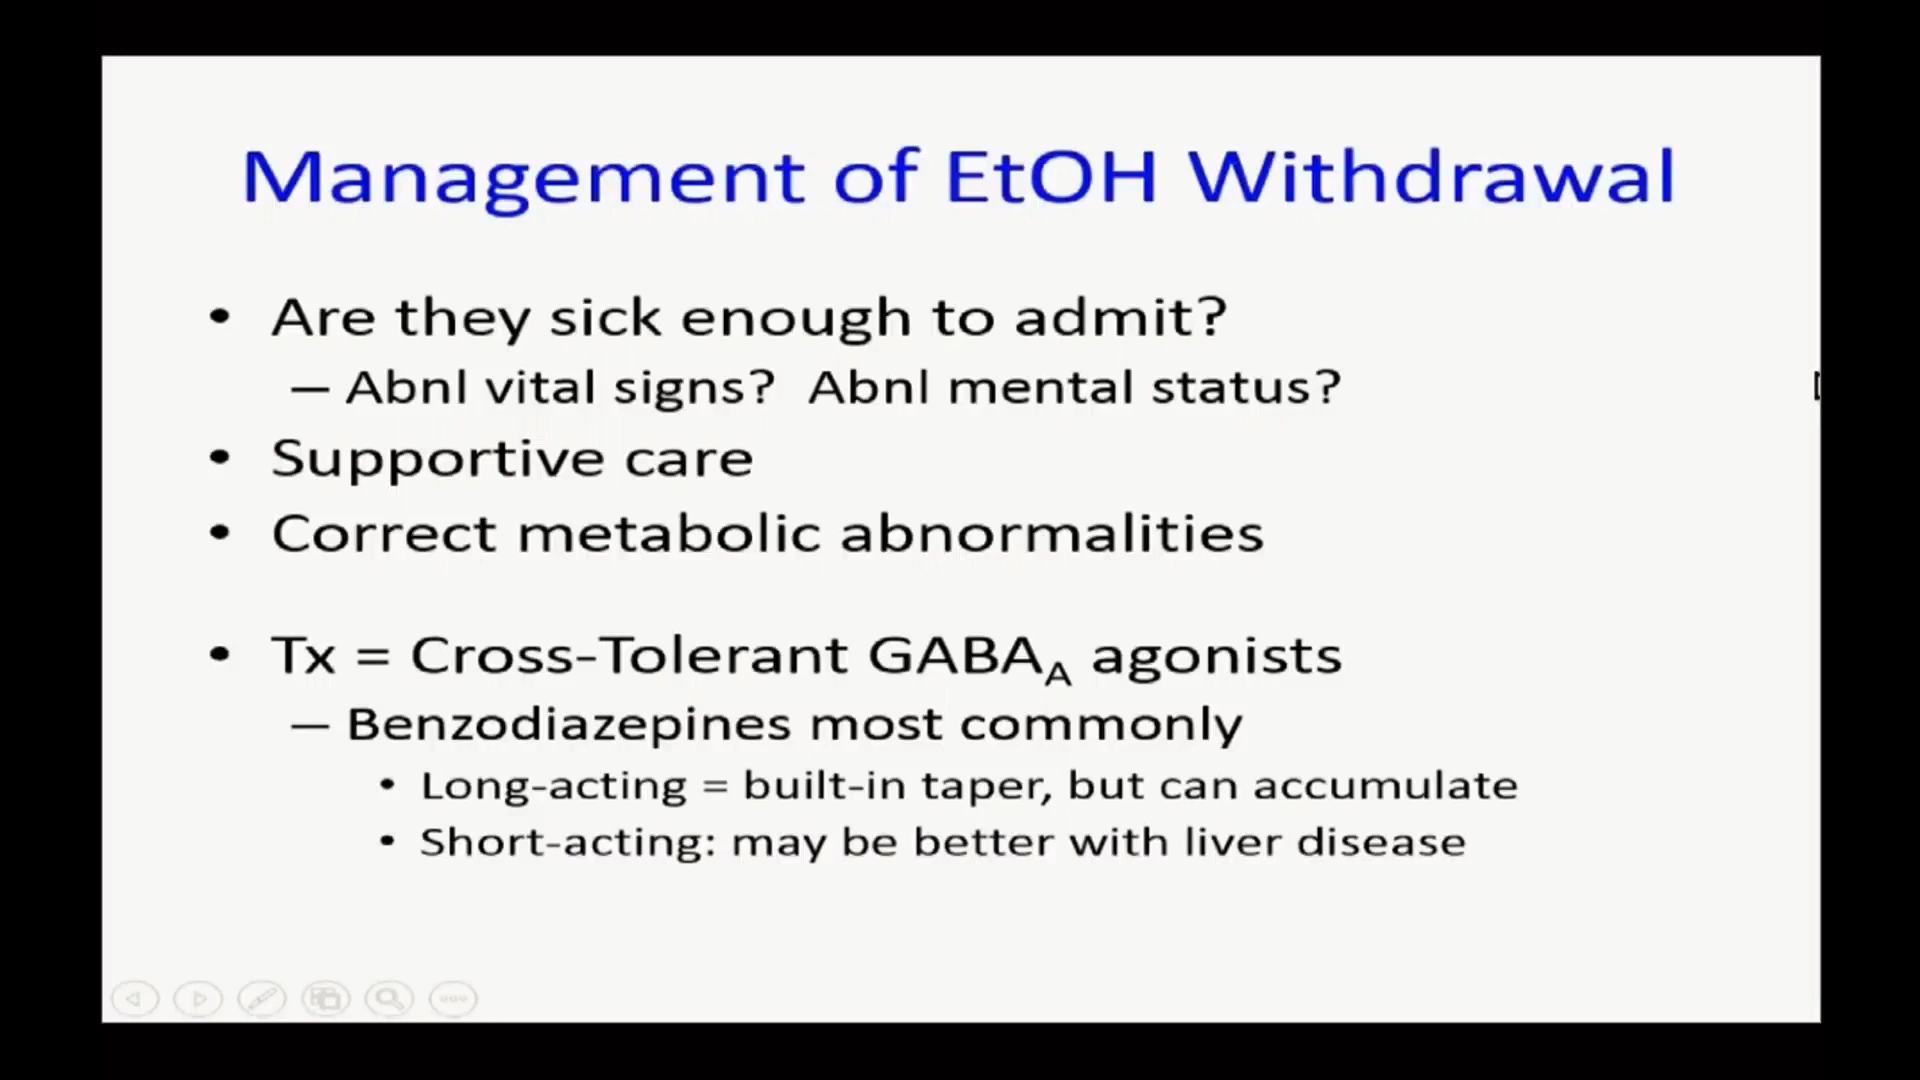 Management of EtOH Withdrawal
• Are they sick enough to admit?
– Abnl vital signs? Abnl mental status?
• Supportive care
• Correct metabolic abnormalities
• Tx = Cross-Tolerant GABA_A agonists
– Benzodiazepines most commonly
• Long-acting = built-in taper, but can accumulate
• Short-acting: may be better with liver disease